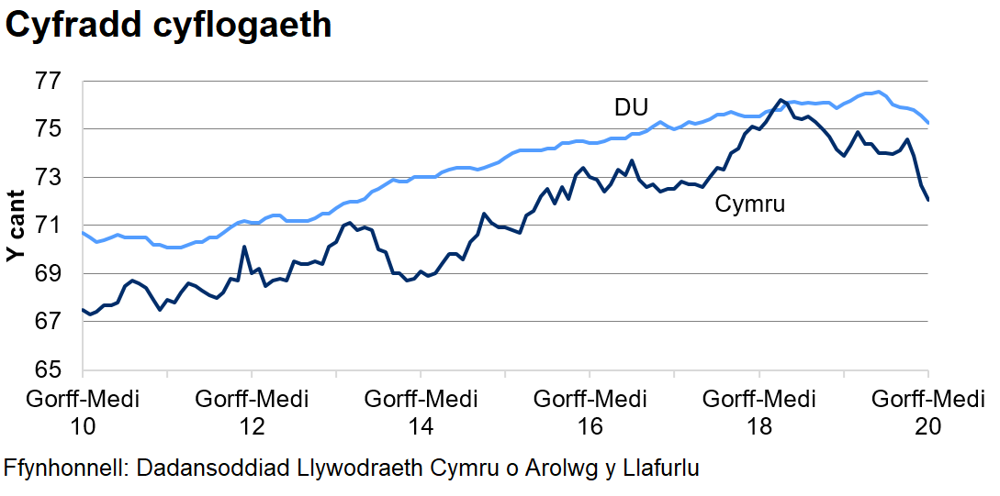 Cyfradd cyflogaeth
77
75
73
71
69
67
65
Y cant
DU
Cymru
Gorff-Medi Gorff-Medi Gorff-Medi Gorff-Medi Gorff-Medi Gorff-Medi
10 12 14 16 18 20
Ffynhonnell: Dadansoddiad Llywodraeth Cymru o Arolwg y Llafurlu